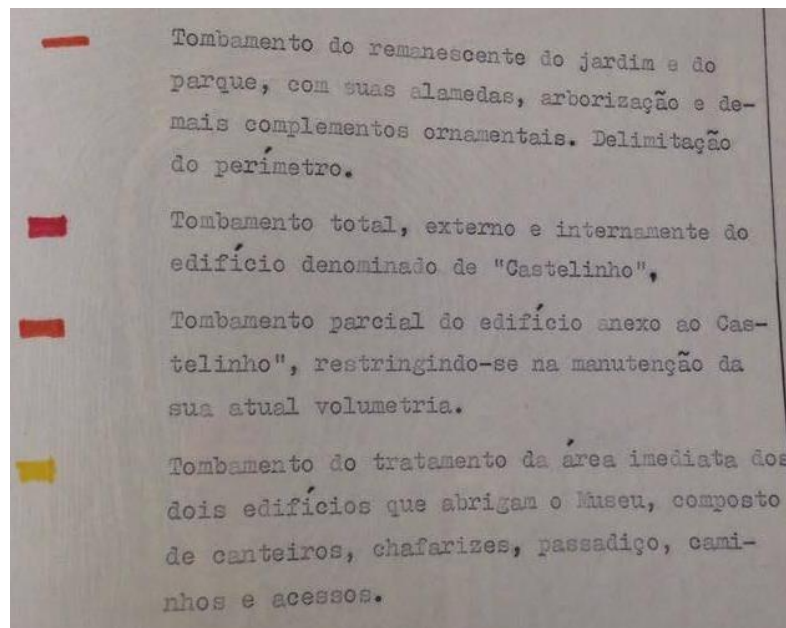 Tombamento do remanescente do jardim e do
parque, com suas alamedas, arborização e de-
mais complementos ornamentais. Delimitação
do perímetro.
Tombamento total, externo e internamente do
edifício denominado de "Castelinho",
Tombamento parcial do edifício anexo ao Cas-
telinho", restringindo-se na manutenção da
sua atual volumetria.
Tombamento do tratamento da área imediata dos
dois edifícios que abrigam o Museu, composto
de canteiros, chafarizes, passadiço, cami-
nhos e acessos.